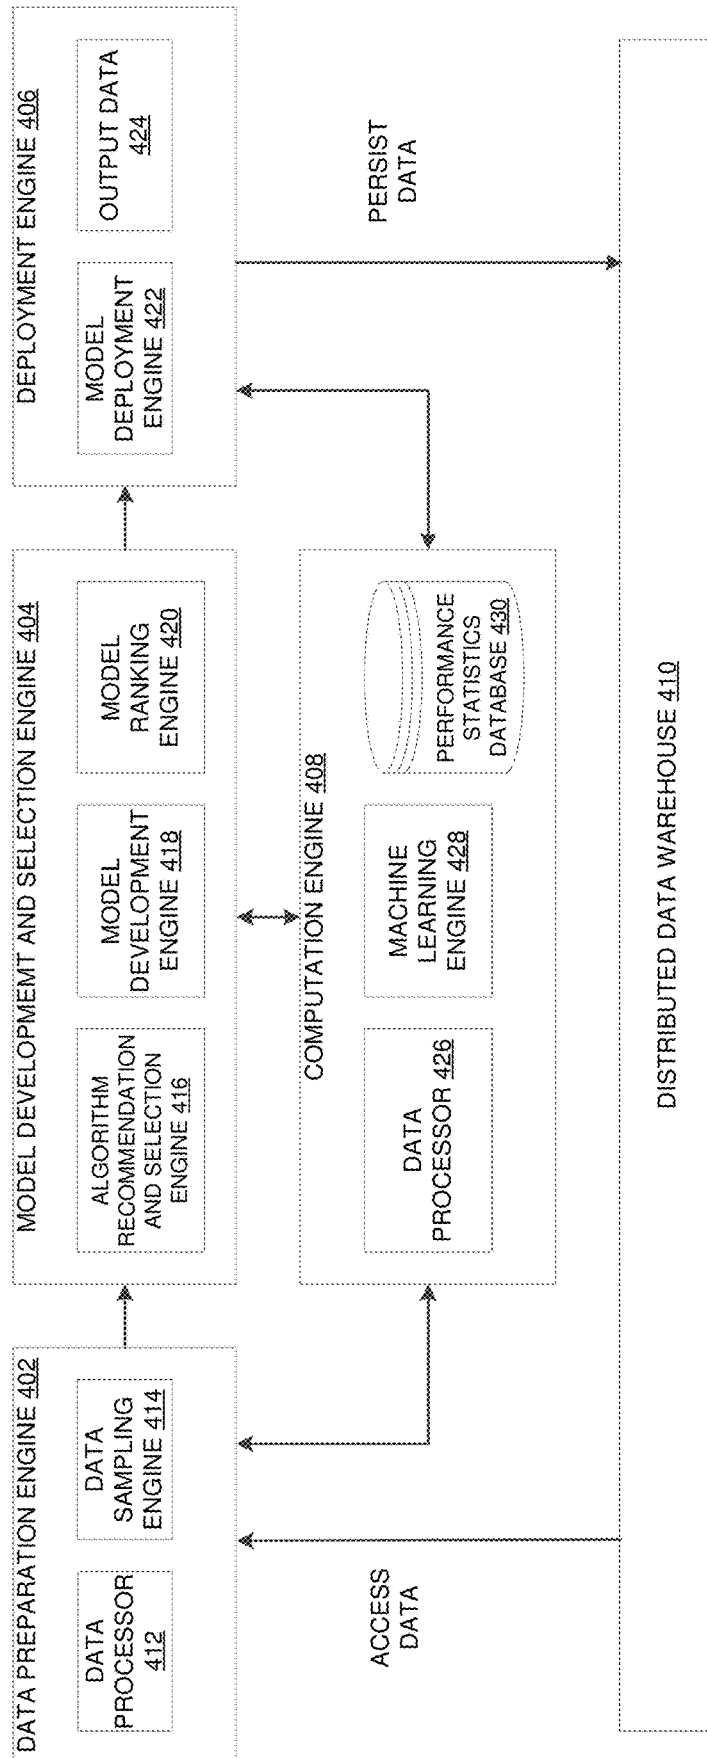 DATA PREPARATION ENGINE 402
DATA
PROCESSOR
412
DATA
SAMPLING
ENGINE 414
MODEL DEVELOPEMT AND SELECTION ENGINE 404
ALGORITHM
RECOMMENDATION
AND SELECTION
ENGINE 416
MODEL
DEVELOPMENT
ENGINE 418
MODEL
RANKING
ENGINE 420
DEPLOYMENT ENGINE 406
MODEL
DEPLOYMENT
ENGINE 422
OUTPUT DATA
424
COMPUTATION ENGINE 408
DATA
PROCESSOR 426
MACHINE
LEARNING
ENGINE 428
PERFORMANCE
STATISTICS
DATABASE 430
ACCESS
DATA
PERSIST
DATA
DISTRIBUTED DATA WAREHOUSE 410